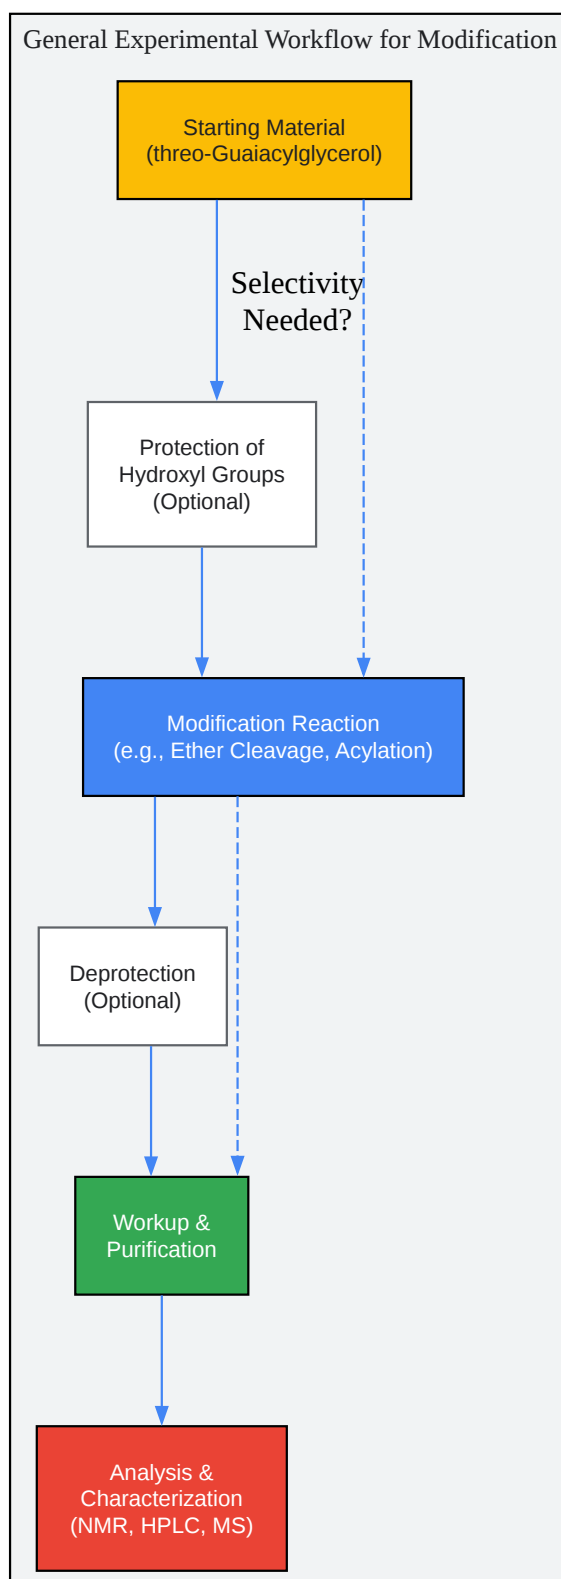 General Experimental Workflow for Modification
Starting Material
(threo-Guaiacylglycerol)
Selectivity
Needed?
Protection of
Hydroxyl Groups
(Optional)
Modification Reaction
(e.g., Ether Cleavage, Acylation)
Deprotection
(Optional)
Workup &
Purification
Analysis &
Characterization
(NMR, HPLC, MS)